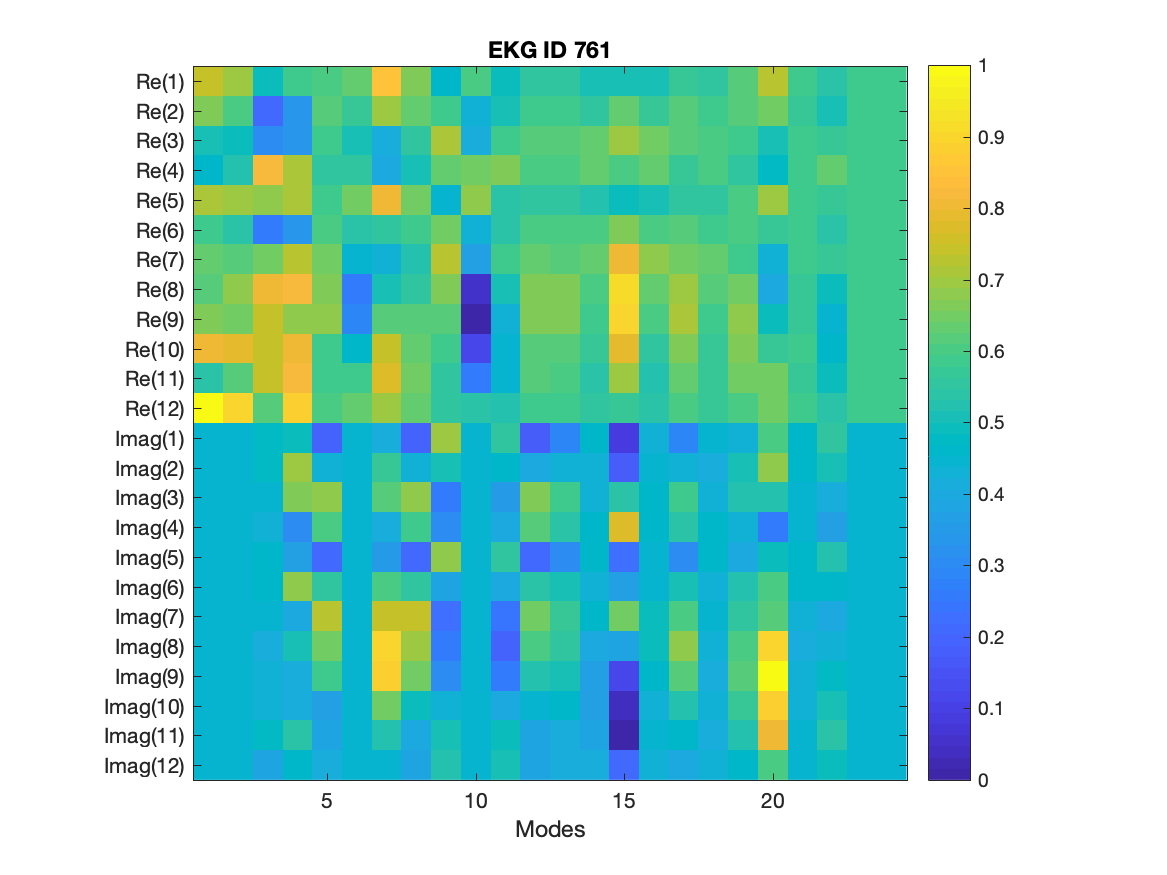 EKG ID 761
Re(1)
Re(2)
Re(3)
Re(4)
Re(5)
Re(6)
Re(7)
Re(8)
Re(9)
Re(10)
Re(11)
Re(12)
Imag(1)
Imag(2)
Imag(3)
Imag(4)
Imag(5)
Imag(6)
Imag(7)
Imag(8)
Imag(9)
Imag(10)
Imag(11)
Imag(12)
5 10 15 20
Modes
1
0.9
0.8
0.7
0.6
0.5
0.4
0.3
0.2
0.1
0